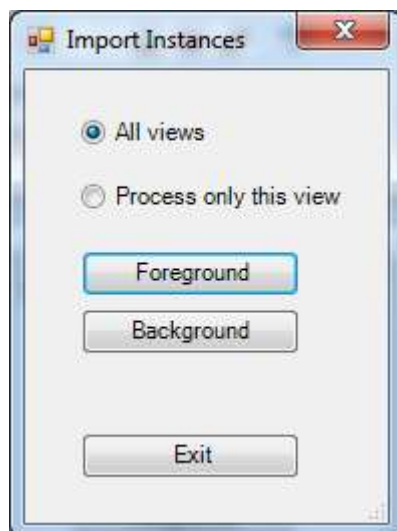 Import Instances
All views
Process only this view
Foreground
Background
Exit